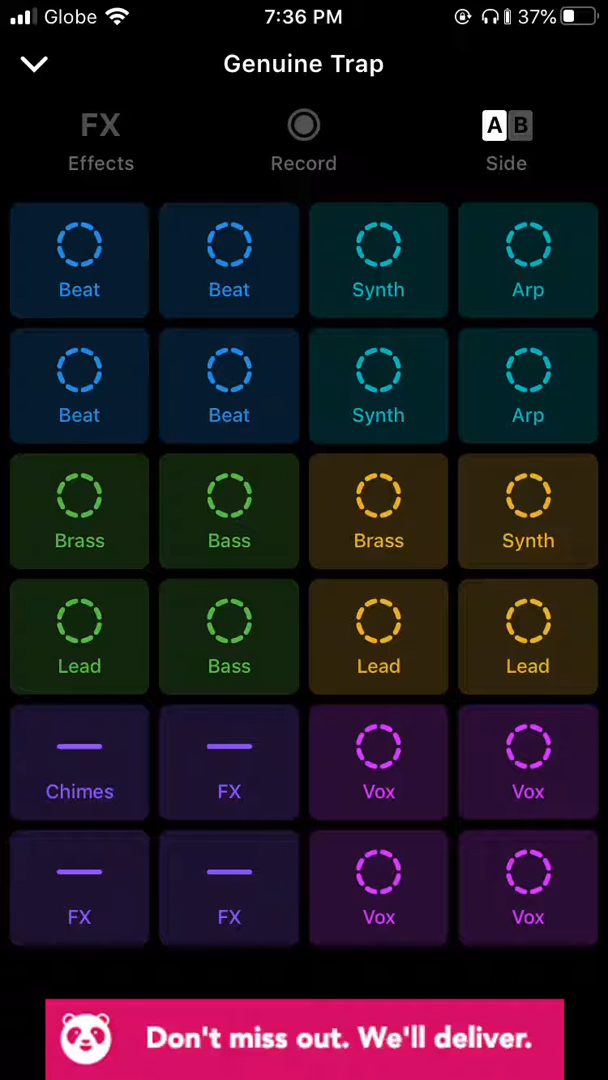 Globe 7:36 PM 37%
Genuine Trap
FX A B
Effects Record Side
Beat Beat Synth Arp
Beat Beat Synth Arp
Brass Bass Brass Synth
Lead Bass Lead Lead
Chimes FX Vox Vox
FX FX Vox Vox
Don't miss out. We'll deliver.